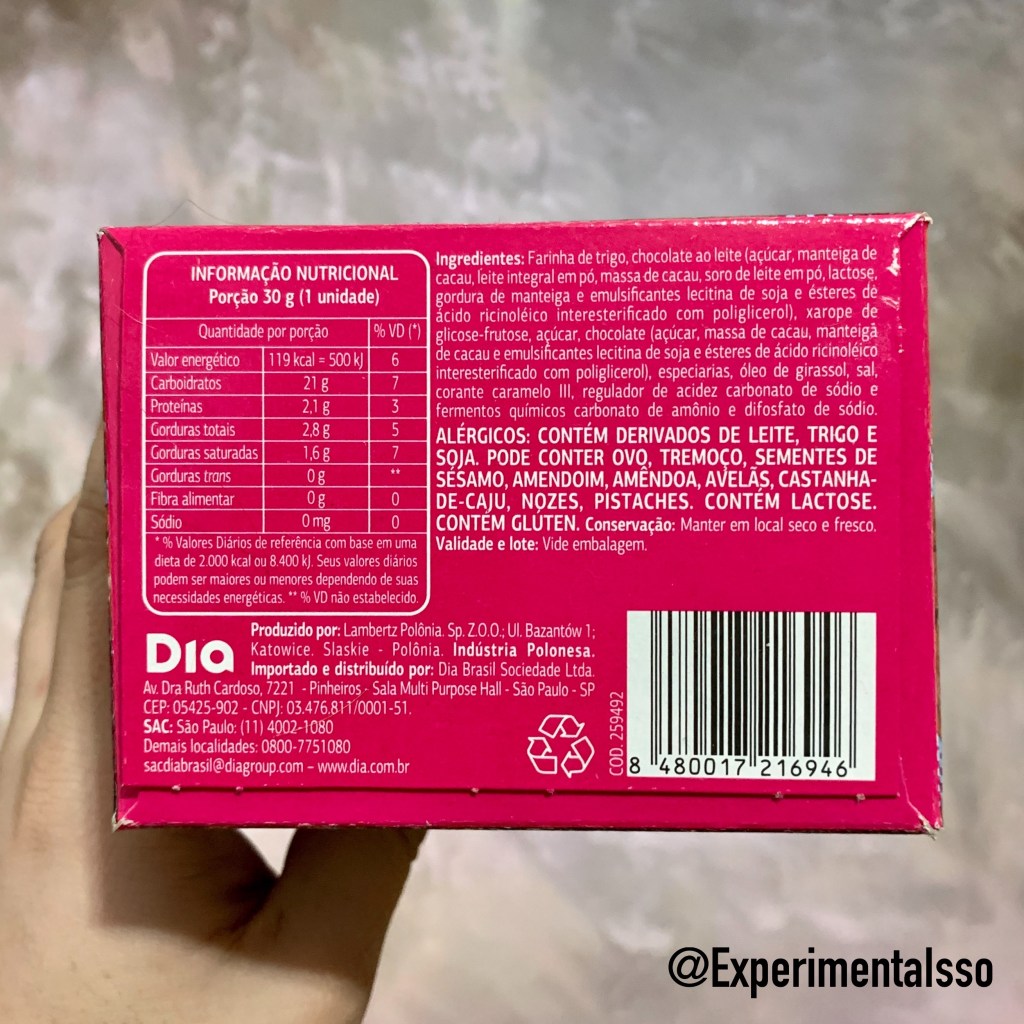 INFORMAÇÃO NUTRICIONAL
Porção 30 g (1 unidade)
Quantidade por porção % VD (*)
Valor energético 119 kcal = 500 kJ 6
Carboidratos 21 g 7
Proteínas 2,1 g 3
Gorduras totais 2,8 g 5
Gorduras saturadas 1,6 g 7
Gorduras trans 0 g **
Fibra alimentar 0 g 0
Sódio 0 mg 0
* % Valores Diários de referência com base em uma
dieta de 2.000 kcal ou 8.400 kJ. Seus valores diários
podem ser maiores ou menores dependendo de suas
necessidades energéticas. ** % VD não estabelecido.
Ingredientes: Farinha de trigo, chocolate ao leite (açúcar, manteiga de
cacau, leite integral em pó, massa de cacau, soro de leite em pó, lactose,
gordura de manteiga e emulsificantes lecitina de soja e ésteres de
ácido ricinoléico interesterificado com poliglicerol), xarope de
glicose-frutose, açúcar, chocolate (açúcar, massa de cacau, manteiga
de cacau e emulsificantes lecitina de soja e ésteres de ácido ricinoléico
interesterificado com poliglicerol), especiarias, óleo de girassol, sal,
corante caramelo III, regulador de acidez carbonato de sódio e
fermentos químicos carbonato de amônio e difosfato de sódio.
ALÉRGICOS: CONTÉM DERIVADOS DE LEITE, TRIGO E
SOJA. PODE CONTER OVO, TREMOÇO, SEMENTES DE
SÉSAMO, AMENDOIM, AMÊNDOA, AVELÃS, CASTANHA-
DE-CAJU, NOZES, PISTACHES. CONTÉM LACTOSE.
CONTÉM GLÚTEN. Conservação: Manter em local seco e fresco.
Validade e lote: Vide embalagem.
Dia
Produzido por: Lambertz Polônia. Sp. Z.O.O.; Ul. Bazantów 1;
Katowice. Slaskie - Polônia. Indústria Polonesa.
Importado e distribuído por: Dia Brasil Sociedade Ltda.
Av. Dra Ruth Cardoso, 7221 - Pinheiros - Sala Multi Purpose Hall - São Paulo - SP
CEP: 05425-902 - CNPJ: 03.476.811/0001-51.
SAC: São Paulo: (11) 4002-1080
Demais localidades: 0800-7751080
sacdiabrasil@diagroup.com – www.dia.com.br
COD. 259492
8 480017 216946
@ExperimentaIsso